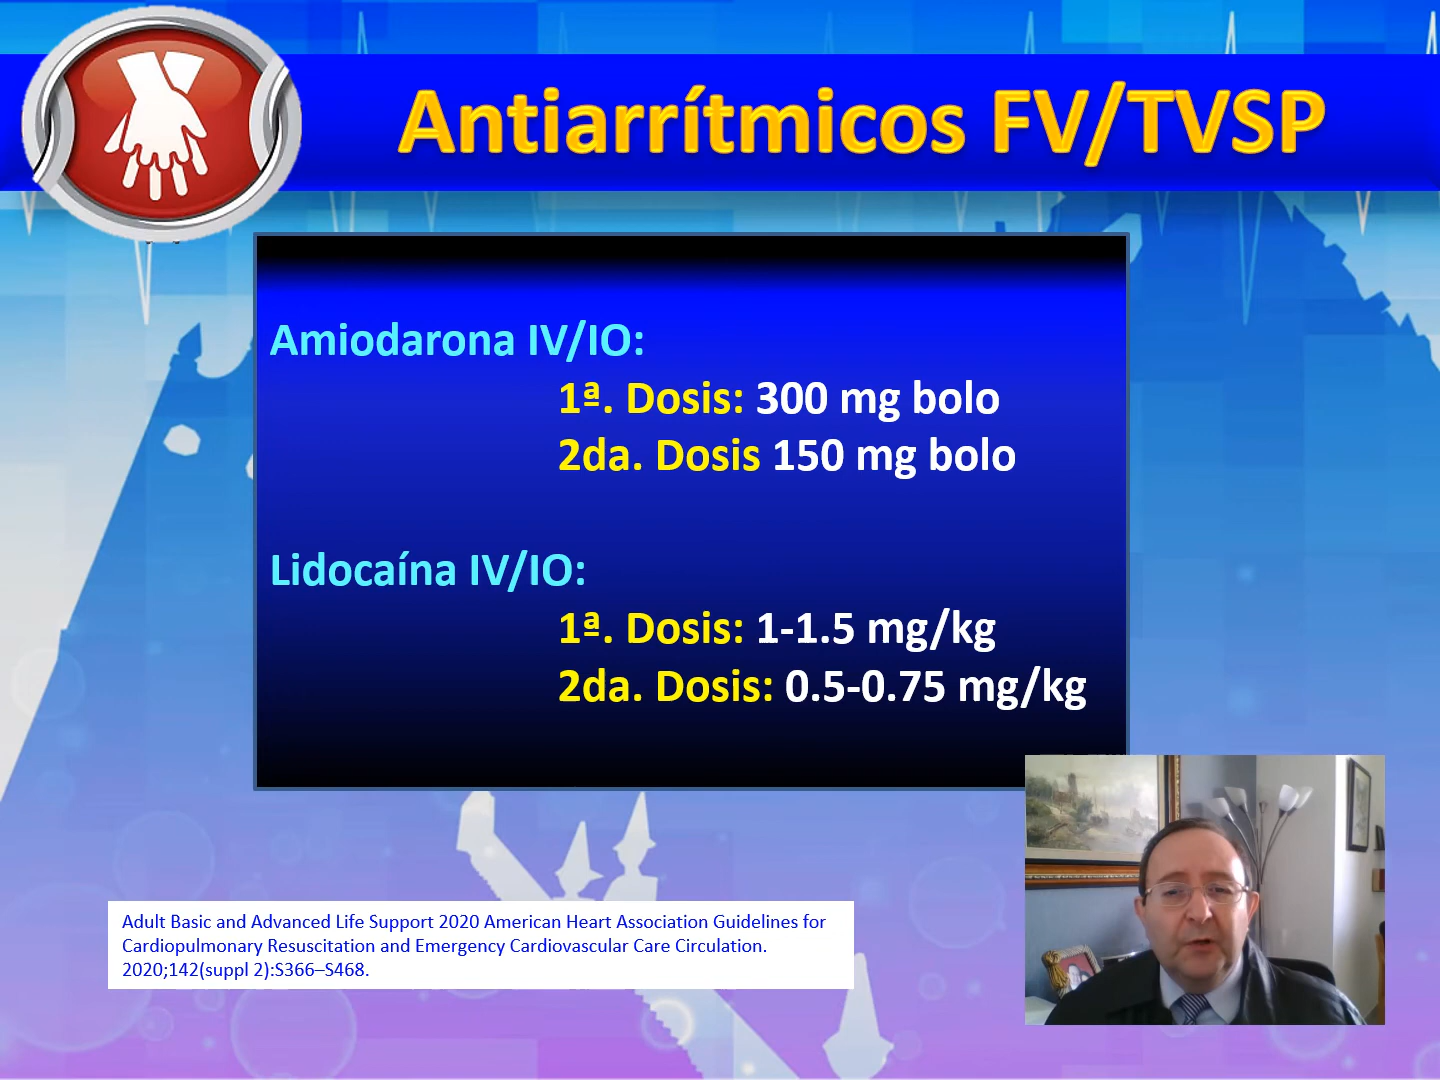 Antiarrítmicos FV/TVSP
Amiodarona IV/IO:
1ª. Dosis: 300 mg bolo
2da. Dosis 150 mg bolo
Lidocaína IV/IO:
1ª. Dosis: 1-1.5 mg/kg
2da. Dosis: 0.5-0.75 mg/kg
Adult Basic and Advanced Life Support 2020 American Heart Association Guidelines for
Cardiopulmonary Resuscitation and Emergency Cardiovascular Care Circulation.
2020;142(suppl 2):S366–S468.